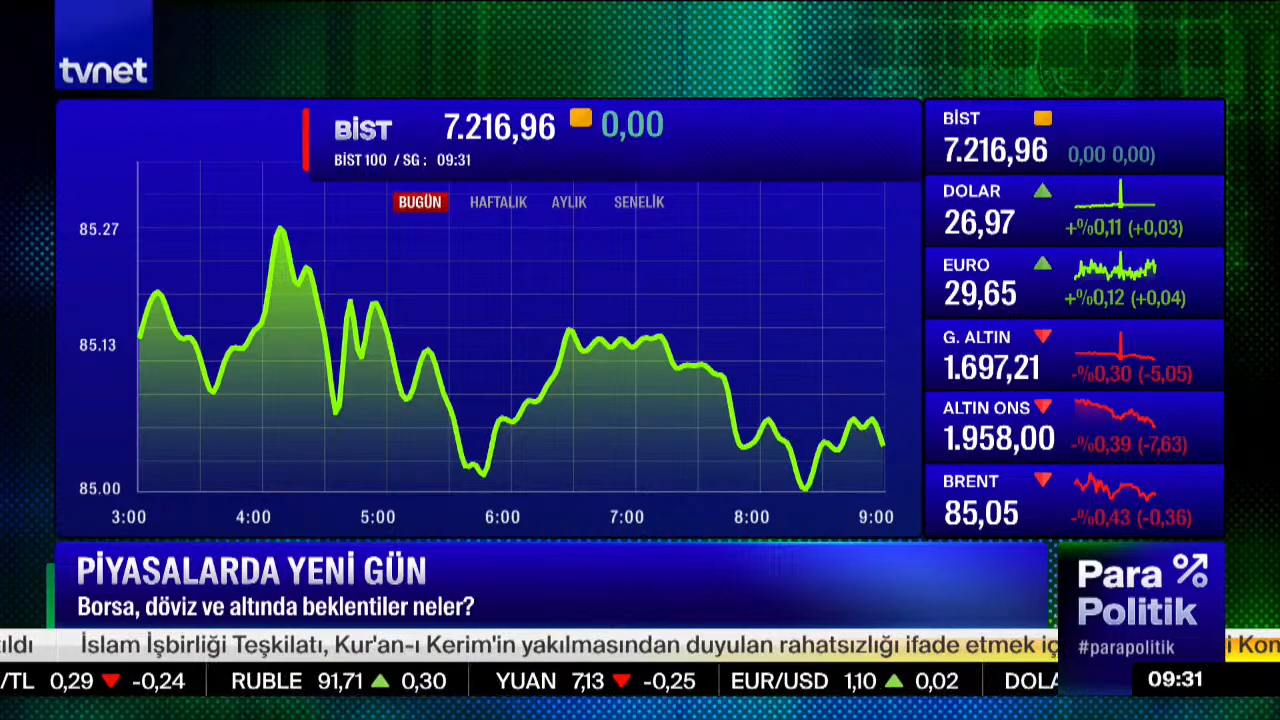 tvnet
BİST 7.216,96 0,00
BİST 100 / SG : 09:31
BUGÜN HAFTALIK AYLIK SENELİK
85.27
85.13
85.00
3:00 4:00 5:00 6:00 7:00 8:00 9:00
BİST
7.216,96 0,00 0,00)
DOLAR
26,97 +%0,11 (+0,03)
EURO
29,65 +%0,12 (+0,04)
G. ALTIN
1.697,21 -%0,30 (-5,05)
ALTIN ONS
1.958,00 -%0,39 (-7,63)
BRENT
85,05 -%0,43 (-0,36)
PİYASALARDA YENİ GÜN
Borsa, döviz ve altında beklentiler neler?
Para %
Politik
#parapolitik
ıldı İslam İşbirliği Teşkilatı, Kur'an-ı Kerim'in yakılmasından duyulan rahatsızlığı ifade etmek iç i Kon
/TL 0,29 -0,24 RUBLE 91,71 0,30 YUAN 7,13 -0,25 EUR/USD 1,10 0,02 DOLA
09:31